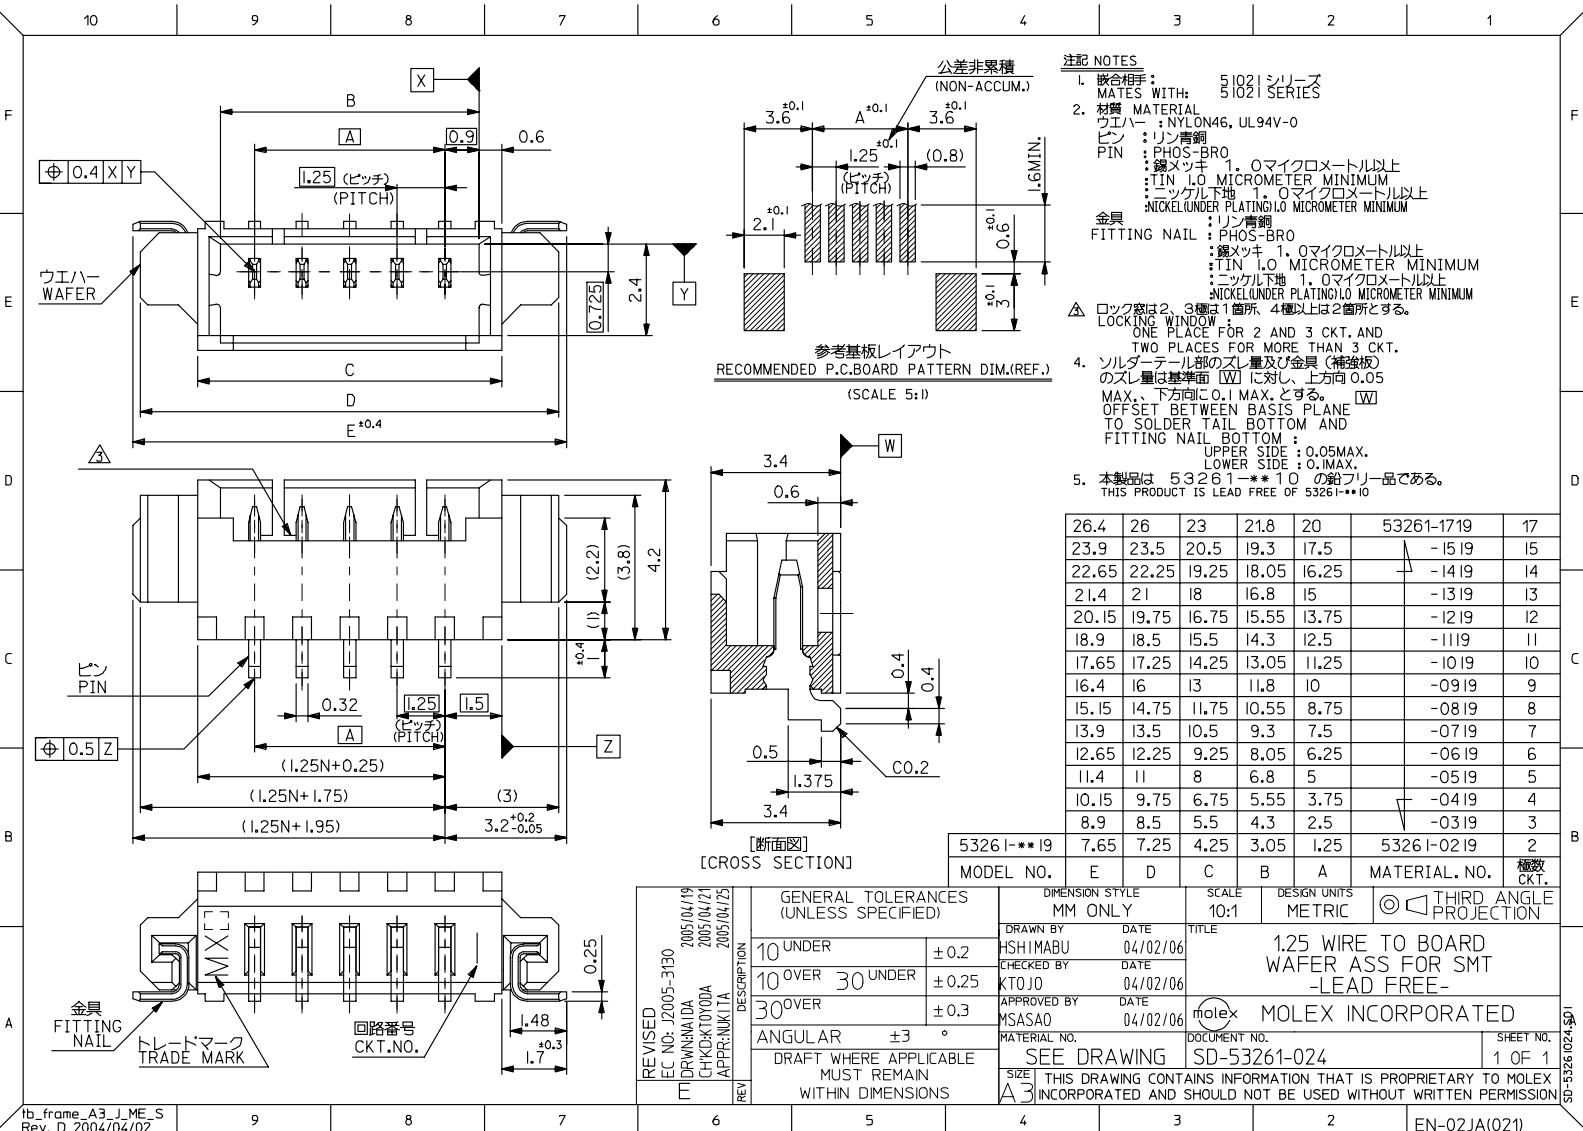 10 9 8 7 6 5 4 3 2 1
F
E
D
C
B
A
X
B
A
0.9
0.6
0.4 X Y
1.25 (ピッチ)
(PITCH)
ウエハー
WAFER
0.725
2.4
Y
C
D
E ±0.4
公差非累積
(NON-ACCUM.)
3.6 ±0.1
A ±0.1
3.6 ±0.1
1.25 ±0.1
(ピッチ)
(PITCH)
(0.8)
1.6MIN.
2.1 ±0.1
0.6 ±0.1
3 ±0.1
参考基板レイアウト
RECOMMENDED P.C.BOARD PATTERN DIM.(REF.)
(SCALE 5:1)
注記 NOTES
1. 嵌合相手: 51021 シリーズ
MATES WITH: 51021 SERIES
2. 材質 MATERIAL
ウエハー :NYLON46, UL94V-0
ピン :リン青銅
PIN :PHOS-BRO
:錫メッキ 1.0マイクロメートル以上
:TIN 1.0 MICROMETER MINIMUM
:ニッケル下地 1.0マイクロメートル以上
:NICKEL(UNDER PLATING)1.0 MICROMETER MINIMUM
金具 :リン青銅
FITTING NAIL :PHOS-BRO
:錫メッキ 1.0マイクロメートル以上
:TIN 1.0 MICROMETER MINIMUM
:ニッケル下地 1.0マイクロメートル以上
:NICKEL(UNDER PLATING)1.0 MICROMETER MINIMUM
3 ロック窓は2、3極は1箇所、4極以上は2箇所とする。
LOCKING WINDOW :
ONE PLACE FOR 2 AND 3 CKT. AND
TWO PLACES FOR MORE THAN 3 CKT.
4. ソルダーテール部のズレ量及び金具(補強板)
のズレ量は基準面 W に対し、上方向 0.05
MAX.、下方向に0.1 MAX.とする。 W
OFFSET BETWEEN BASIS PLANE
TO SOLDER TAIL BOTTOM AND
FITTING NAIL BOTTOM :
UPPER SIDE : 0.05MAX.
LOWER SIDE : 0.1MAX.
5. 本製品は 53261-**10 の鉛フリー品である。
THIS PRODUCT IS LEAD FREE OF 53261-**10
3
(2.2)
(3.8)
4.2
(1)
1 ±0.4
ピン
PIN
0.32
1.25
(ピッチ)
(PITCH)
1.5
A
0.5 Z
Z
(1.25N+0.25)
(1.25N+1.75)
(3)
(1.25N+1.95)
3.2 +0.2 -0.05
W
3.4
0.6
0.4
0.4
0.5
C0.2
1.375
3.4
[断面図]
[CROSS SECTION]
26.4 26 23 21.8 20 53261-1719 17
23.9 23.5 20.5 19.3 17.5 -1519 15
22.65 22.25 19.25 18.05 16.25 -1419 14
21.4 21 18 16.8 15 -1319 13
20.15 19.75 16.75 15.55 13.75 -1219 12
18.9 18.5 15.5 14.3 12.5 -1119 11
17.65 17.25 14.25 13.05 11.25 -1019 10
16.4 16 13 11.8 10 -0919 9
15.15 14.75 11.75 10.55 8.75 -0819 8
13.9 13.5 10.5 9.3 7.5 -0719 7
12.65 12.25 9.25 8.05 6.25 -0619 6
11.4 11 8 6.8 5 -0519 5
10.15 9.75 6.75 5.55 3.75 -0419 4
8.9 8.5 5.5 4.3 2.5 -0319 3
53261-**19 7.65 7.25 4.25 3.05 1.25 53261-0219 2
MODEL NO. E D C B A MATERIAL. NO. 極数 CKT.
MX
0.25
1.48
1.7 ±0.3
金具
FITTING
NAIL
トレードマーク
TRADE MARK
回路番号
CKT.NO.
REVISED
EC NO: J2005-3130
DRWN:NAIDA 2005/04/19
CH'KD:KTOYODA 2005/04/21
APPR:NUKITA 2005/04/25
E
DESCRIPTION
REV
GENERAL TOLERANCES
(UNLESS SPECIFIED)
10 UNDER ±0.2
10 OVER 30 UNDER ±0.25
30 OVER ±0.3
ANGULAR ±3 °
DRAFT WHERE APPLICABLE
MUST REMAIN
WITHIN DIMENSIONS
DIMENSION STYLE
MM ONLY
SCALE
10:1
DESIGN UNITS
METRIC
THIRD ANGLE
PROJECTION
DRAWN BY DATE
HSHIMABU 04/02/06
CHECKED BY DATE
KTOJO 04/02/06
APPROVED BY DATE
MSASAO 04/02/06
TITLE
1.25 WIRE TO BOARD
WAFER ASS FOR SMT
-LEAD FREE-
molex MOLEX INCORPORATED
MATERIAL NO.
SEE DRAWING
DOCUMENT NO.
SD-53261-024
SHEET NO.
1 OF 1
SIZE
A3
THIS DRAWING CONTAINS INFORMATION THAT IS PROPRIETARY TO MOLEX
INCORPORATED AND SHOULD NOT BE USED WITHOUT WRITTEN PERMISSION
SD-53261024.S01
F
E
D
C
B
A
tb_frame_A3_J_ME_S
Rev. D 2004/04/02
9 8 7 6 5 4 3 2
EN-02JA(021)